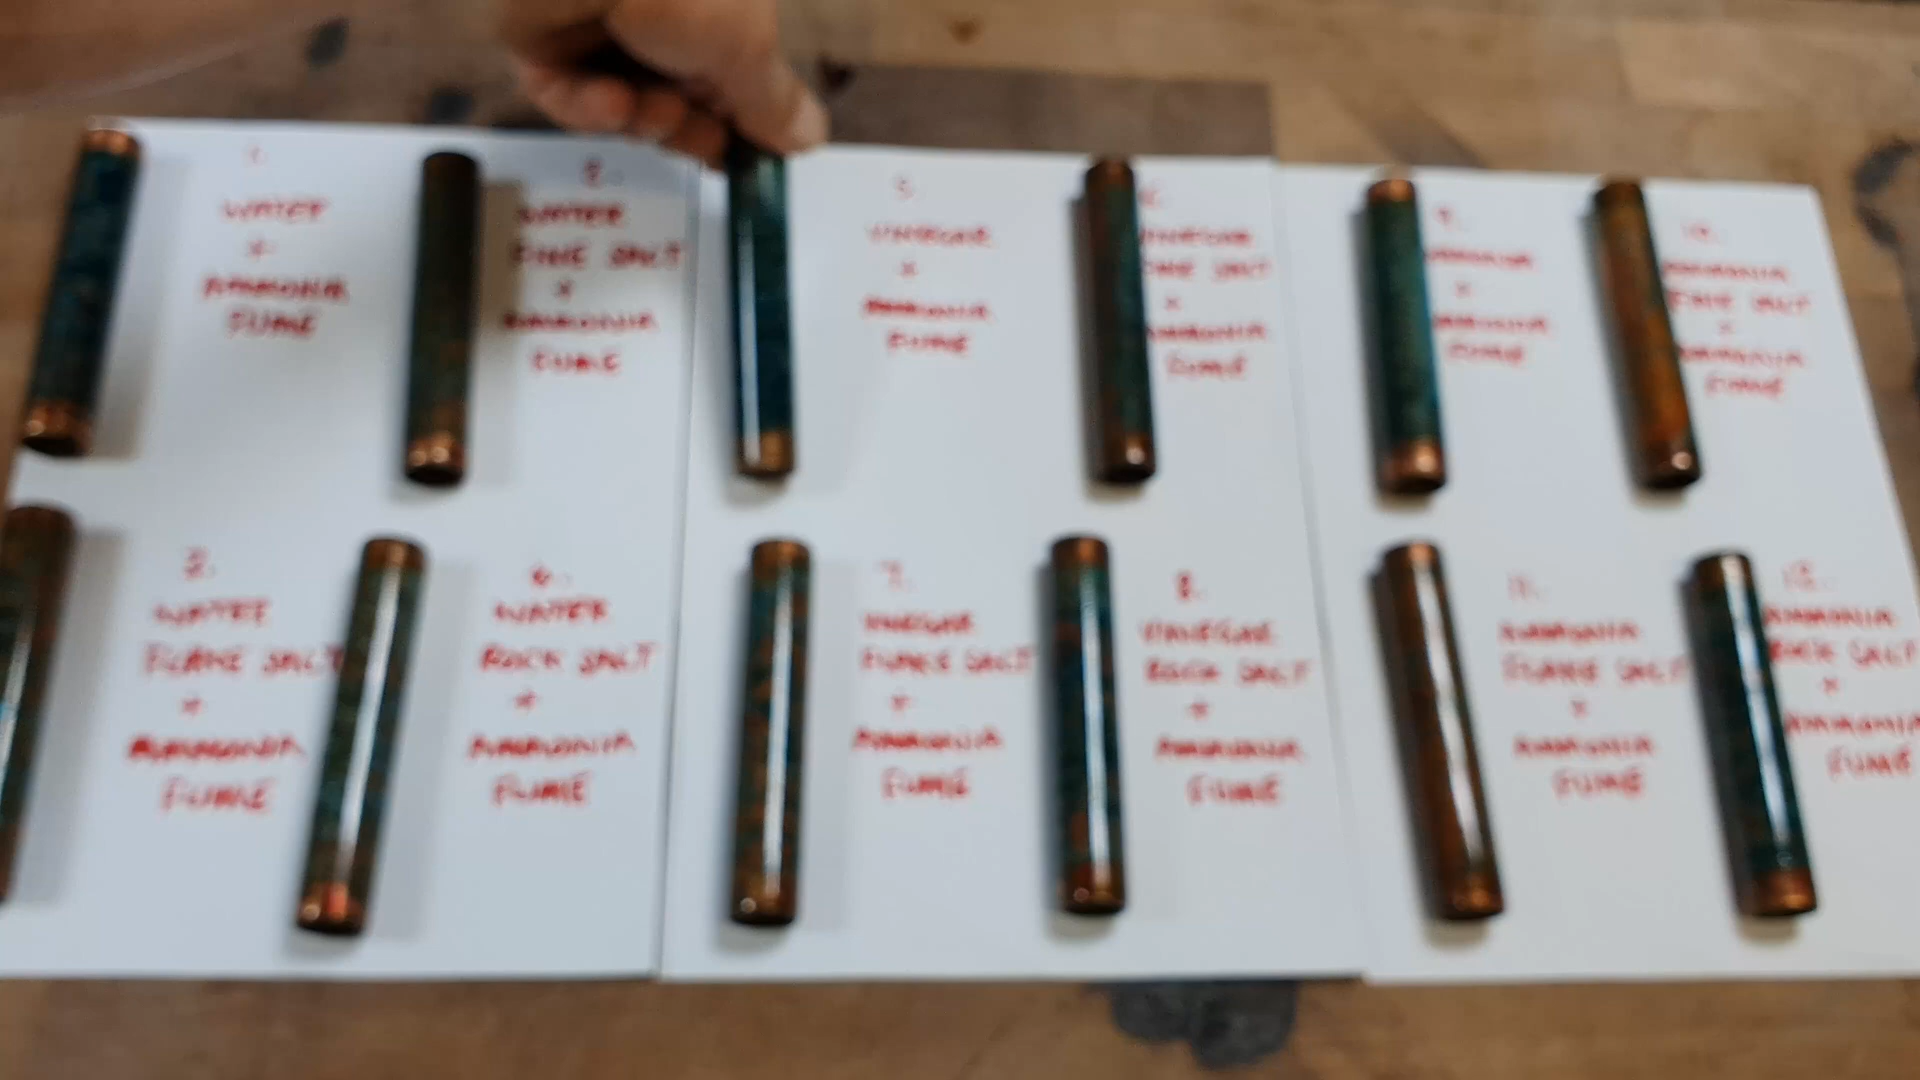 1.
WATER
+
AMMONIA
FUME
2.
WATER
FINE SALT
+
AMMONIA
FUME
5.
VINEGAR
+
AMMONIA
FUME
6.
VINEGAR
FINE SALT
+
AMMONIA
FUME
9.
AMMONIA
+
AMMONIA
FUME
10.
AMMONIA
FINE SALT
+
AMMONIA
FUME
3.
WATER
FLAKE SALT
+
AMMONIA
FUME
4.
WATER
ROCK SALT
+
AMMONIA
FUME
7.
VINEGAR
FLAKE SALT
+
AMMONIA
FUME
8.
VINEGAR
ROCK SALT
+
AMMONIA
FUME
11.
AMMONIA
FLAKE SALT
+
AMMONIA
FUME
12.
AMMONIA
ROCK SALT
+
AMMONIA
FUME